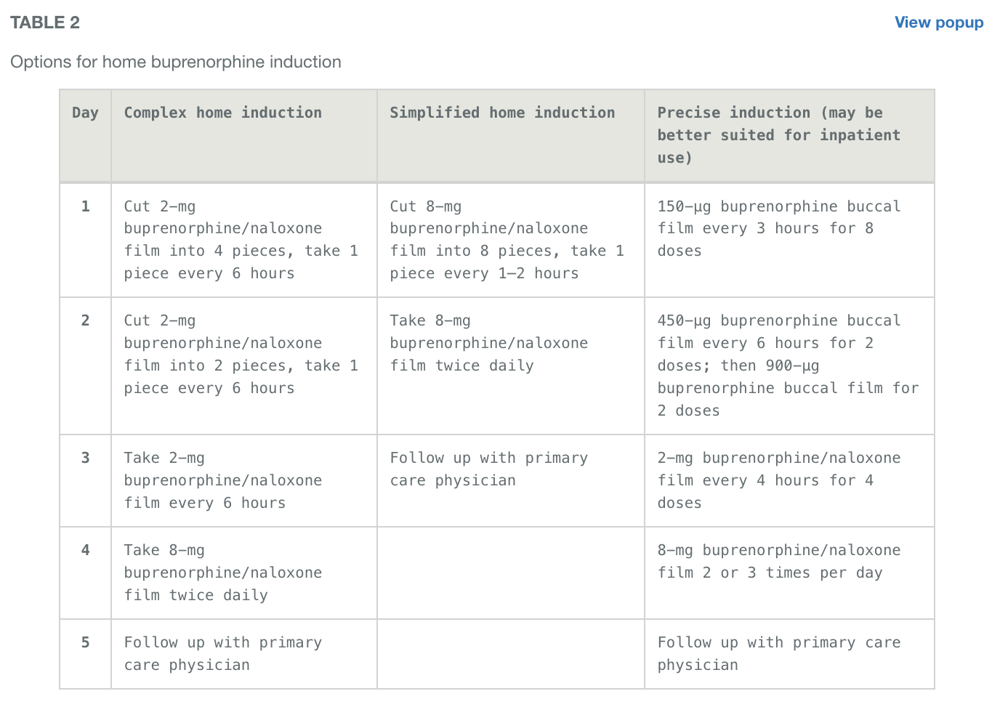 TABLE 2
View popup
Options for home buprenorphine induction
Day
Complex home induction
Simplified home induction
Precise induction (may be
better suited for inpatient
use)
1
Cut 2–mg
buprenorphine/naloxone
film into 4 pieces, take 1
piece every 6 hours
Cut 8–mg
buprenorphine/naloxone
film into 8 pieces, take 1
piece every 1–2 hours
150–μg buprenorphine buccal
film every 3 hours for 8
doses
2
Cut 2–mg
buprenorphine/naloxone
film into 2 pieces, take 1
piece every 6 hours
Take 8–mg
buprenorphine/naloxone
film twice daily
450–μg buprenorphine buccal
film every 6 hours for 2
doses; then 900–μg
buprenorphine buccal film for
2 doses
3
Take 2–mg
buprenorphine/naloxone
film every 6 hours
Follow up with primary
care physician
2–mg buprenorphine/naloxone
film every 4 hours for 4
doses
4
Take 8–mg
buprenorphine/naloxone
film twice daily
8–mg buprenorphine/naloxone
film 2 or 3 times per day
5
Follow up with primary
care physician
Follow up with primary care
physician